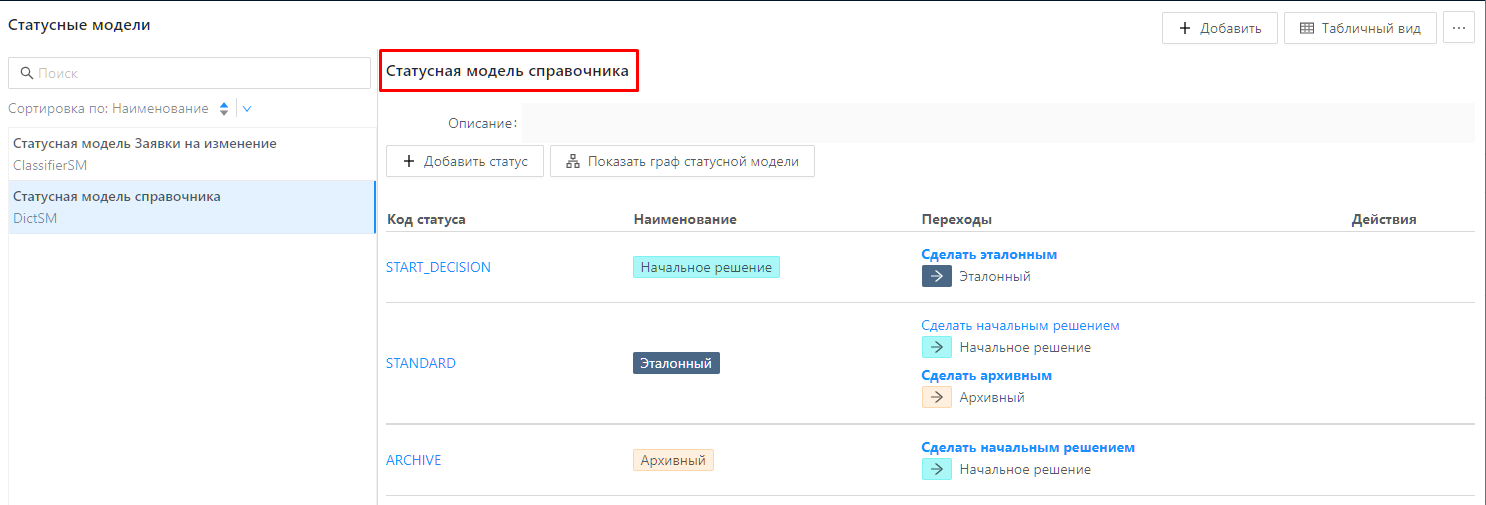 Статусные модели
Добавить
Табличный вид
...
Поиск
Сортировка по: Наименование
Статусная модель Заявки на изменение
ClassifierSM
Статусная модель справочника
DictSM
Статусная модель справочника
Описание:
Добавить статус
Показать граф статусной модели
Код статуса Наименование Переходы Действия
START_DECISION Начальное решение Сделать эталонным
Эталонный
STANDARD Эталонный Сделать начальным решением
Начальное решение
Сделать архивным
Архивный
ARCHIVE Архивный Сделать начальным решением
Начальное решение